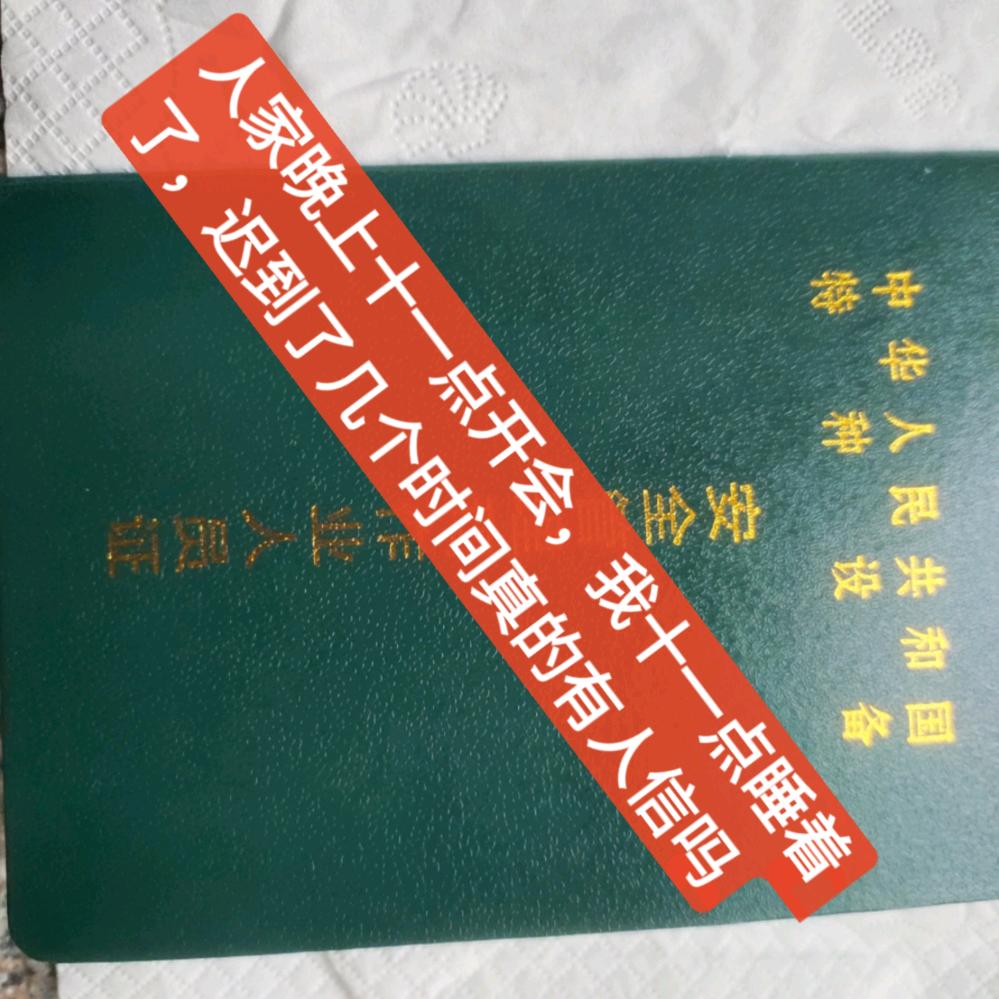 人家晚上十一点开会，我十一点睡着
了，迟到了几个时间真的有人信吗
中华人民共和国
特种设备
安全管
作业人员证